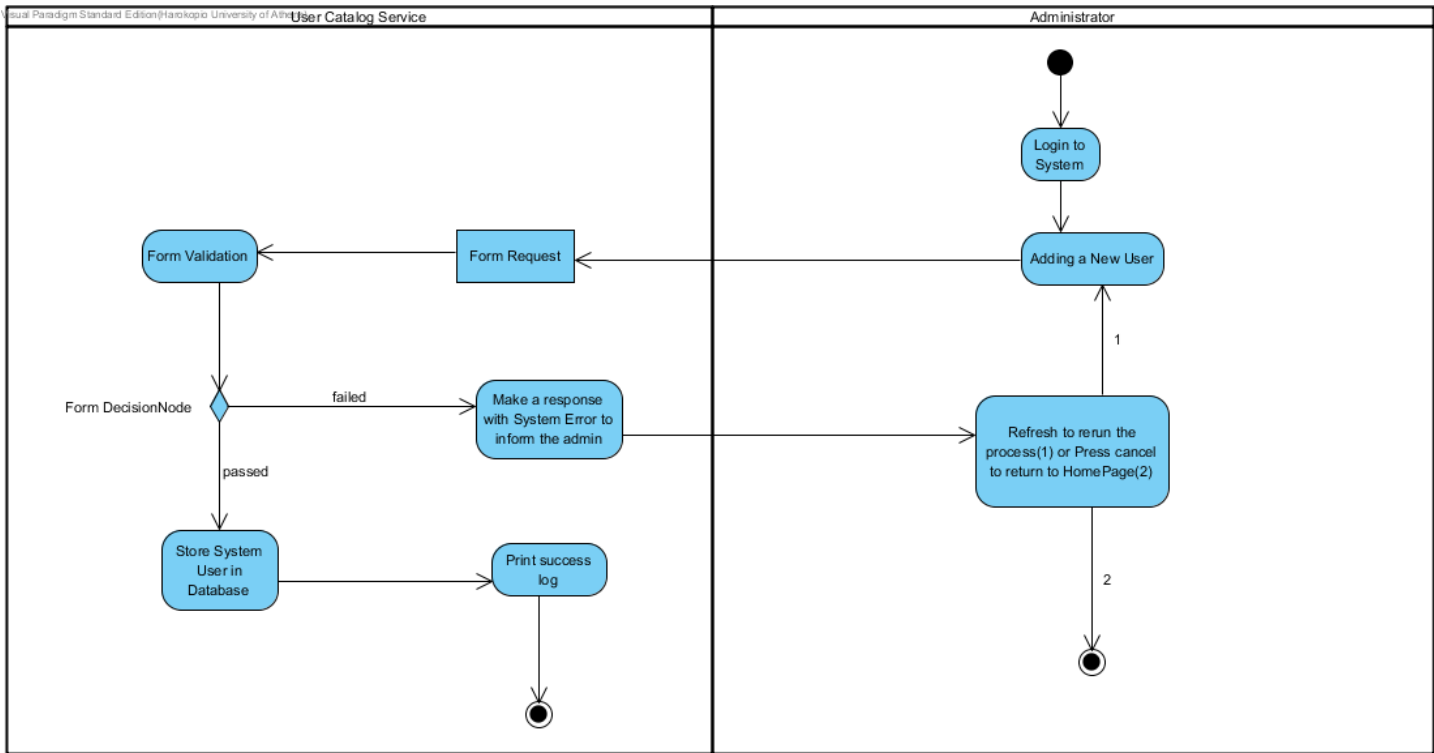 Visual Paradigm Standard Edition(Harokopio University of Athens)
User Catalog Service
Administrator
Login to
System
Form Validation
Form Request
Adding a New User
1
Form DecisionNode
failed
Make a response
with System Error to
inform the admin
Refresh to rerun the
process(1) or Press cancel
to return to HomePage(2)
passed
Store System
User in
Database
Print success
log
2